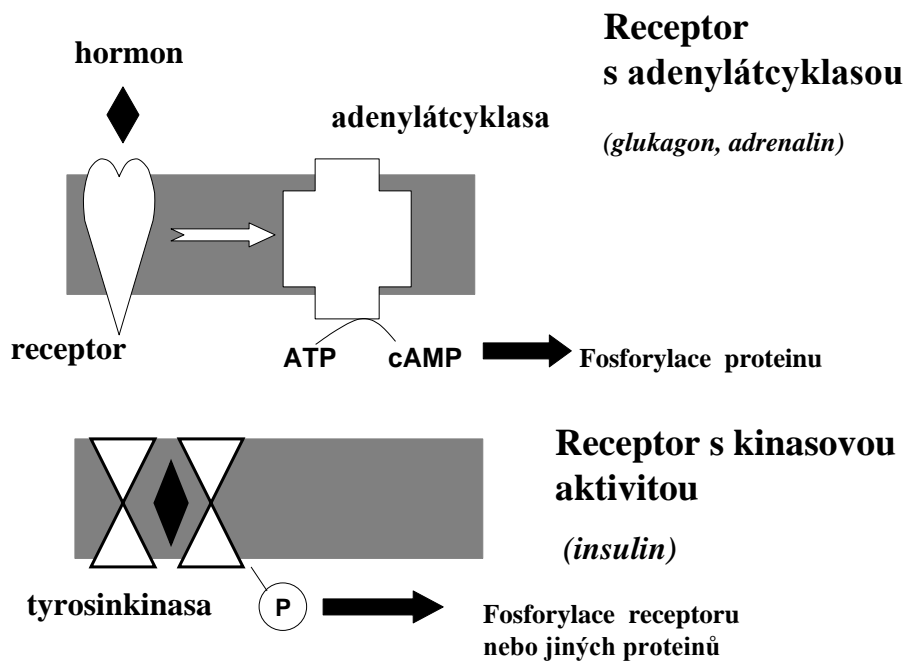 hormon
Receptor
s adenylátcyklasou
adenylátcyklasa
(glukagon, adrenalin)
receptor
ATP cAMP
Fosforylace proteinu
Receptor s kinasovou
aktivitou
(insulin)
tyrosinkinasa
P
Fosforylace receptoru
nebo jiných proteinů